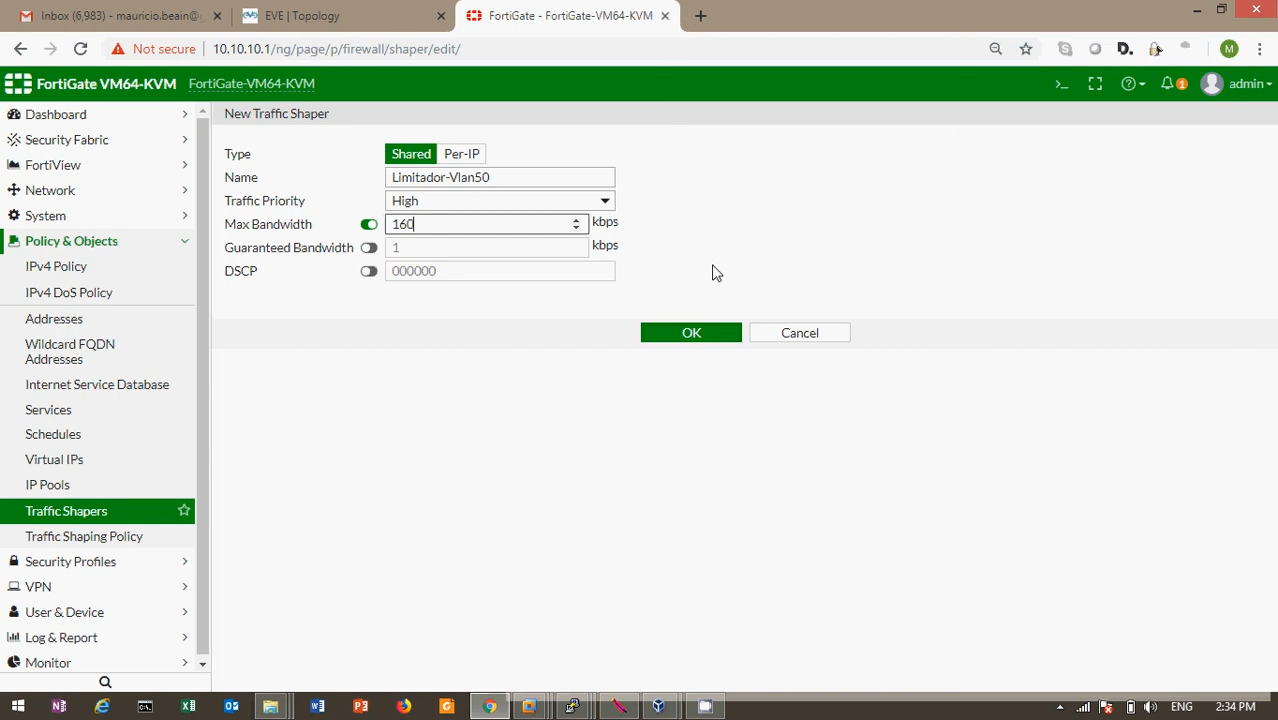 Inbox (6,983) - mauricio.beain@g
EVE | Topology
FortiGate - FortiGate-VM64-KVM
Not secure
10.10.10.1/ng/page/p/firewall/shaper/edit/
M
FortiGate VM64-KVM
FortiGate-VM64-KVM
1
admin
Dashboard
Security Fabric
FortiView
Network
System
Policy & Objects
IPv4 Policy
IPv4 DoS Policy
Addresses
Wildcard FQDN
Addresses
Internet Service Database
Services
Schedules
Virtual IPs
IP Pools
Traffic Shapers
Traffic Shaping Policy
Security Profiles
VPN
User & Device
Log & Report
Monitor
New Traffic Shaper
Type Shared Per-IP
Name Limitador-Vlan50
Traffic Priority High
Max Bandwidth 160 kbps
Guaranteed Bandwidth 1 kbps
DSCP 000000
OK Cancel
ENG 2:34 PM